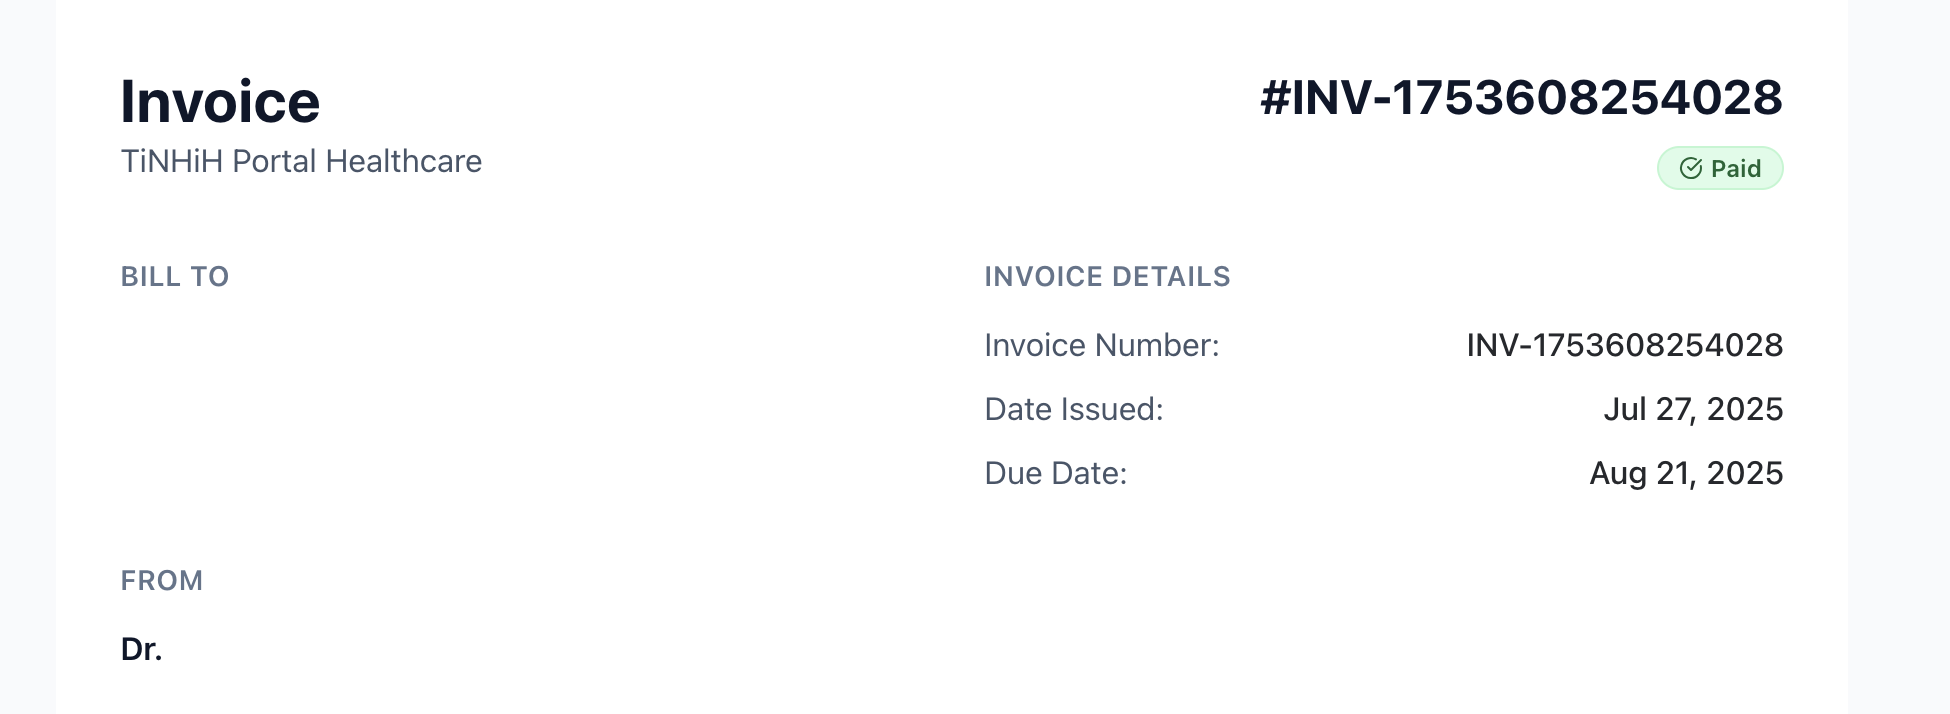 Invoice
TiNHiH Portal Healthcare
#INV-1753608254028
Paid
BILL TO
INVOICE DETAILS
Invoice Number: INV-1753608254028
Date Issued: Jul 27, 2025
Due Date: Aug 21, 2025
FROM
Dr.